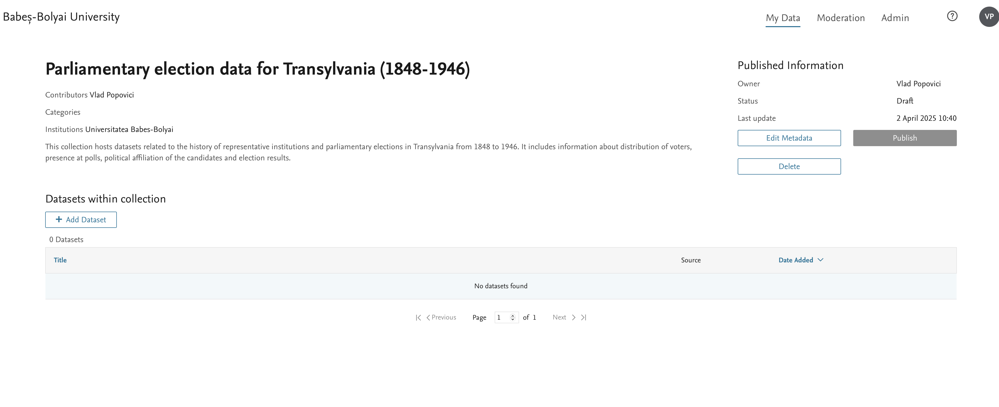 Babeș-Bolyai University
My Data Moderation Admin ? VP
Parliamentary election data for Transylvania (1848-1946)
Contributors Vlad Popovici
Categories
Institutions Universitatea Babes-Bolyai
This collection hosts datasets related to the history of representative institutions and parliamentary elections in Transylvania from 1848 to 1946. It includes information about distribution of voters,
presence at polls, political affiliation of the candidates and election results.
Published Information
Owner Vlad Popovici
Status Draft
Last update 2 April 2025 10:40
Edit Metadata Publish
Delete
Datasets within collection
+ Add Dataset
0 Datasets
Title Source Date Added
No datasets found
Previous Page 1 of 1 Next